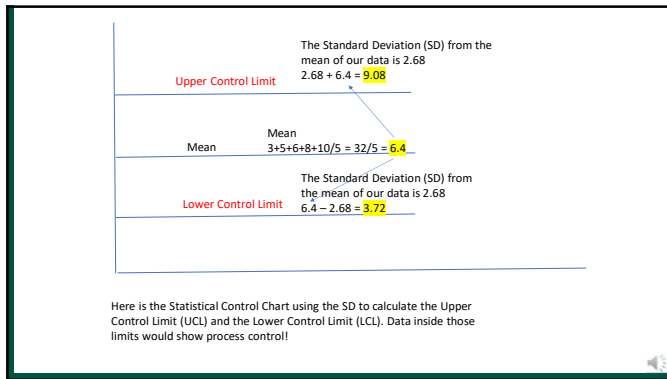 The Standard Deviation (SD) from the
mean of our data is 2.68
2.68 + 6.4 = 9.08
Upper Control Limit
Mean
Mean
3+5+6+8+10/5 = 32/5 = 6.4
The Standard Deviation (SD) from
the mean of our data is 2.68
6.4 – 2.68 = 3.72
Lower Control Limit
Here is the Statistical Control Chart using the SD to calculate the Upper
Control Limit (UCL) and the Lower Control Limit (LCL). Data inside those
limits would show process control!